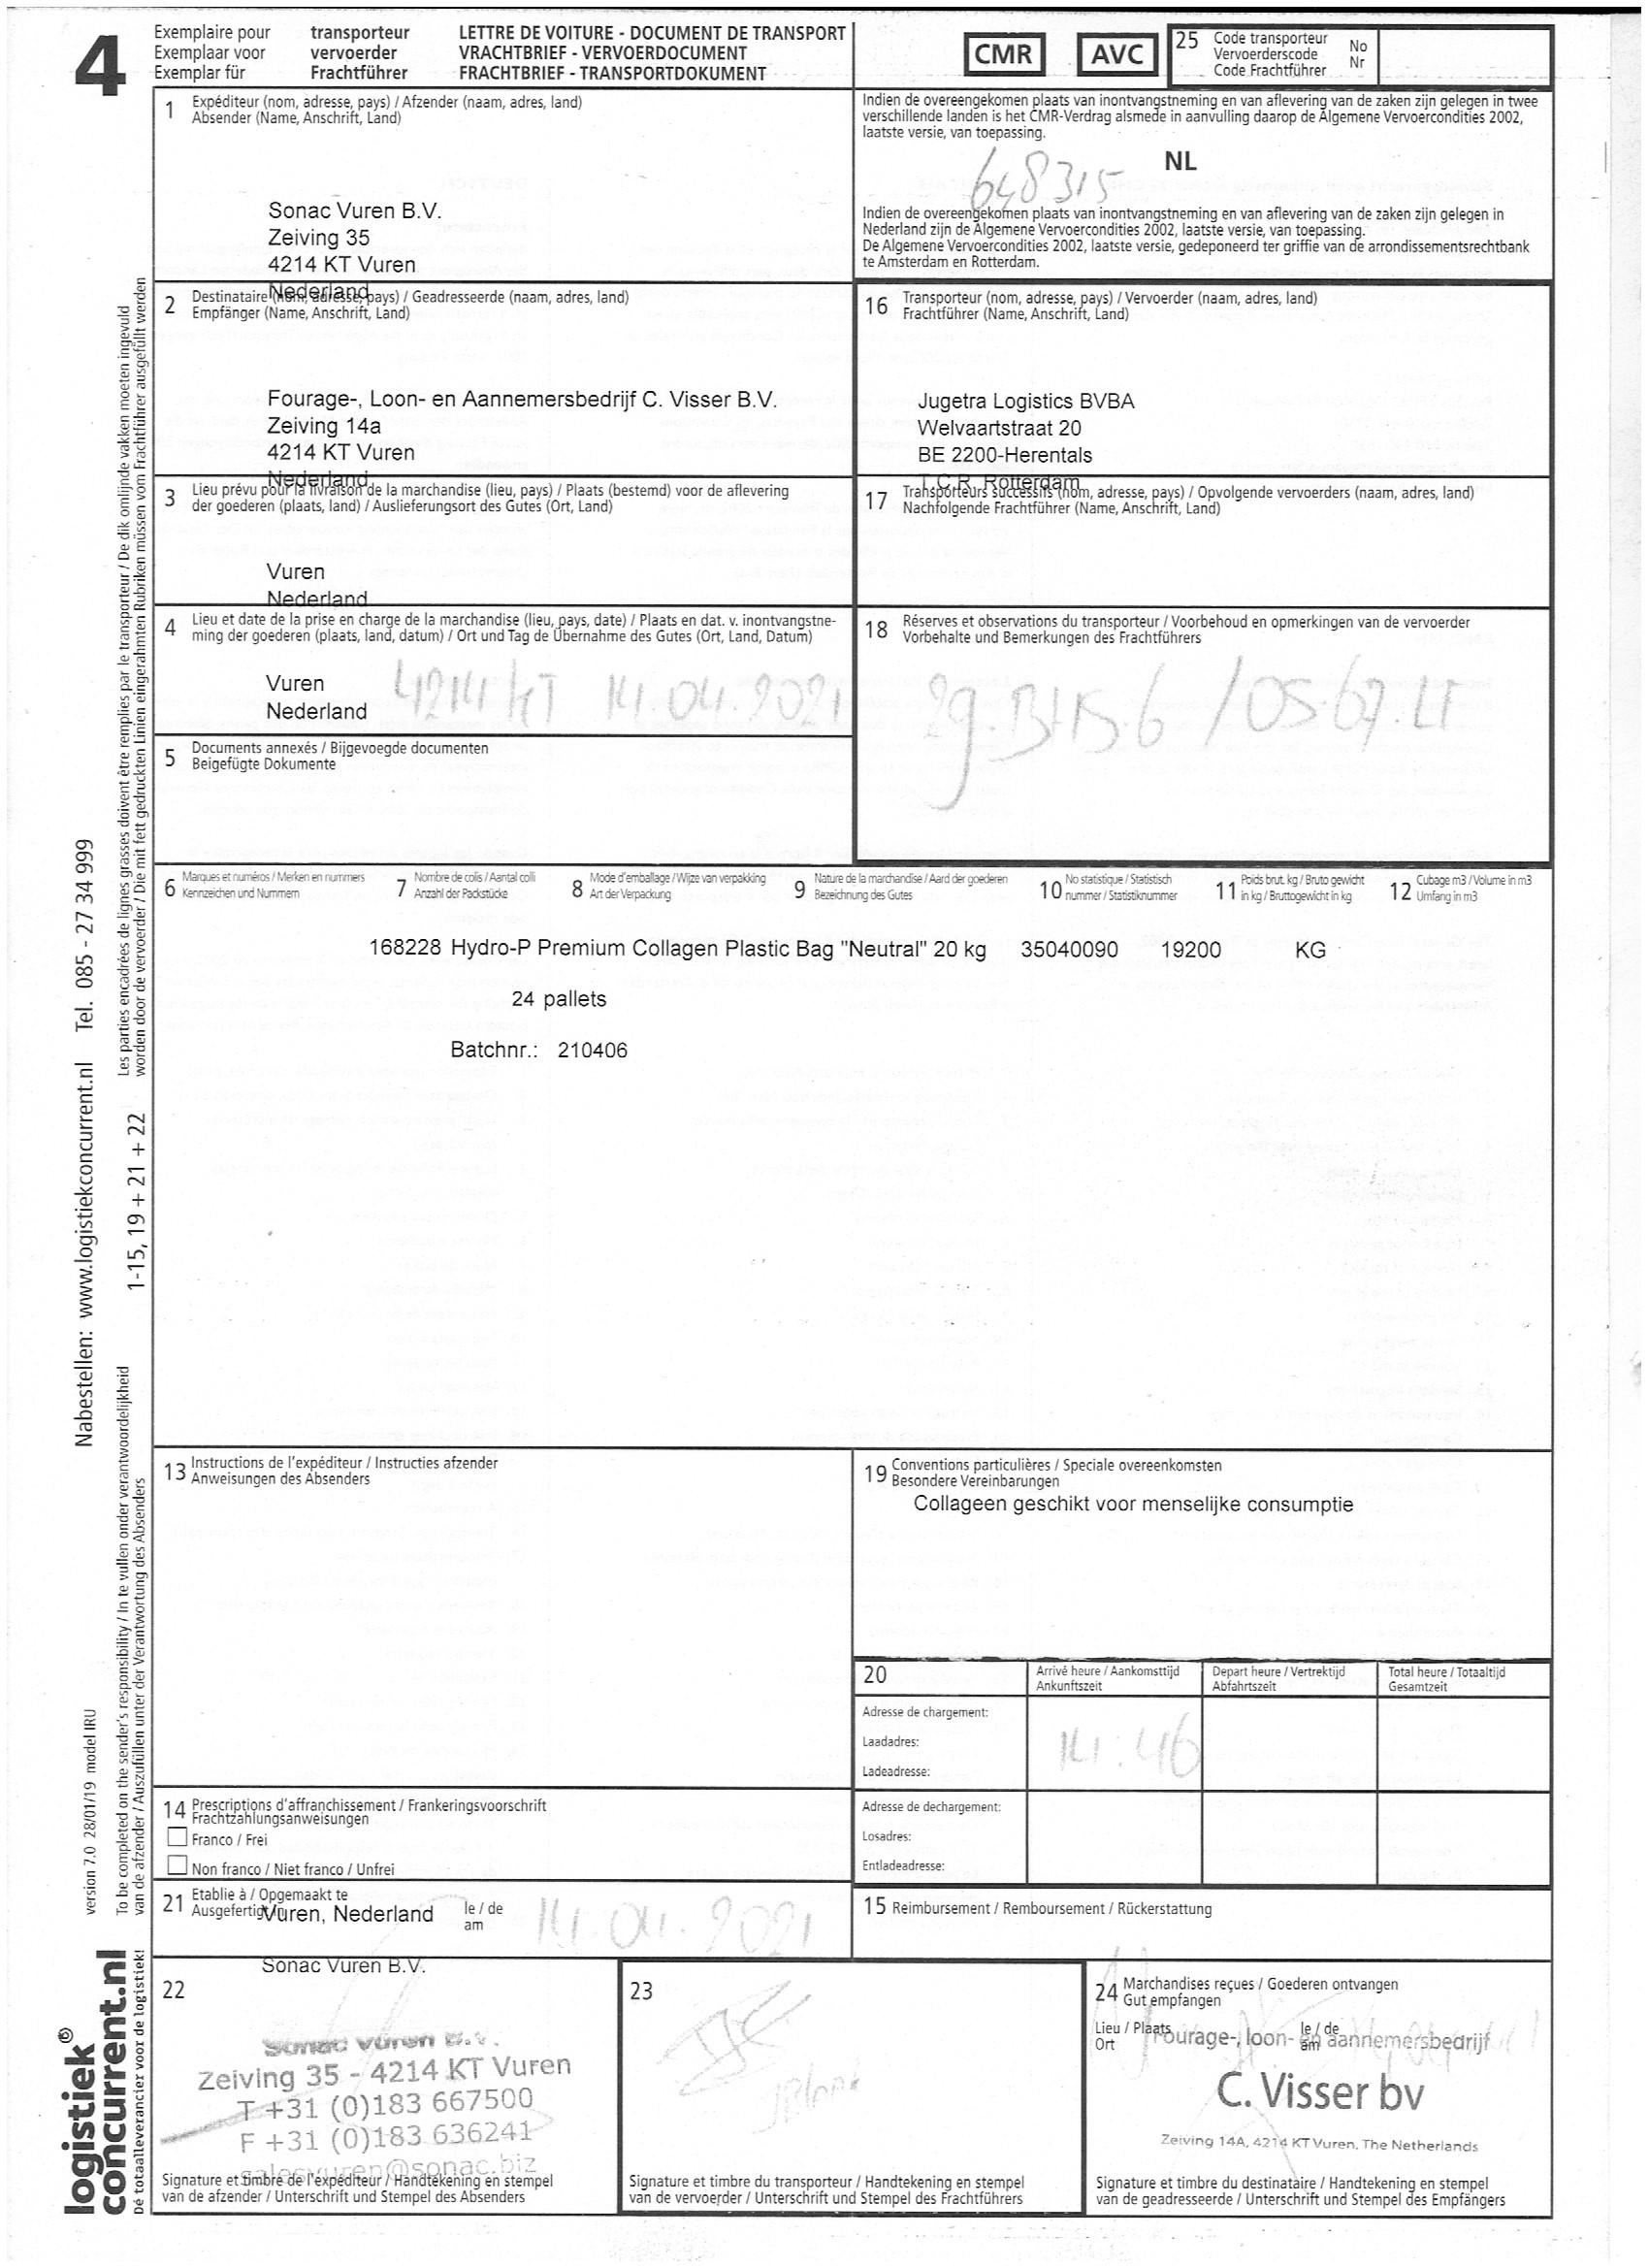 4
Exemplaire pour transporteur
Exemplaar voor vervoerder
Exemplar für Frachtführer
LETTRE DE VOITURE - DOCUMENT DE TRANSPORT
VRACHTBRIEF - VERVOERDOCUMENT
FRACHTBRIEF - TRANSPORTDOKUMENT
CMR
AVC
25 Code transporteur No
Vervoerderscode Nr
Code Frachtführer
1 Expéditeur (nom, adresse, pays) / Afzender (naam, adres, land)
Absender (Name, Anschrift, Land)
Sonac Vuren B.V.
Zeiving 35
4214 KT Vuren
Nederland
Indien de overeengekomen plaats van inontvangstneming en van aflevering van de zaken zijn gelegen in twee
verschillende landen is het CMR-Verdrag alsmede in aanvulling daarop de Algemene Vervoercondities 2002,
laatste versie, van toepassing.
NL
648315
Indien de overeengekomen plaats van inontvangstneming en van aflevering van de zaken zijn gelegen in
Nederland zijn de Algemene Vervoercondities 2002, laatste versie, van toepassing.
De Algemene Vervoercondities 2002, laatste versie, gedeponeerd ter griffie van de arrondissementsrechtbank
te Amsterdam en Rotterdam.
2 Destinataire (nom, adresse, pays) / Geadresseerde (naam, adres, land)
Empfänger (Name, Anschrift, Land)
Fourage-, Loon- en Aannemersbedrijf C. Visser B.V.
Zeiving 14a
4214 KT Vuren
Nederland
16 Transporteur (nom, adresse, pays) / Vervoerder (naam, adres, land)
Frachtführer (Name, Anschrift, Land)
Jugetra Logistics BVBA
Welvaartstraat 20
BE 2200-Herentals
T.C.R. Rotterdam
3 Lieu prévu pour la livraison de la marchandise (lieu, pays) / Plaats (bestemd) voor de aflevering
der goederen (plaats, land) / Auslieferungsort des Gutes (Ort, Land)
Vuren
Nederland
17 Transporteurs successifs (nom, adresse, pays) / Opvolgende vervoerders (naam, adres, land)
Nachfolgende Frachtführer (Name, Anschrift, Land)
4 Lieu et date de la prise en charge de la marchandise (lieu, pays, date) / Plaats en dat. v. inontvangstne-
ming der goederen (plaats, land, datum) / Ort und Tag de Übernahme des Gutes (Ort, Land, Datum)
Vuren
Nederland
4214 KT 14.04.2021
18 Réserves et observations du transporteur / Voorbehoud en opmerkingen van de vervoerder
Vorbehalte und Bemerkungen des Frachtführers
5 Documents annexés / Bijgevoegde documenten
Beigefügte Dokumente
6 Marques et numéros / Merken en nummers
Kennzeichen und Nummern
7 Nombre de colis / Aantal colli
Anzahl der Packstücke
8 Mode d'emballage / Wijze van verpakking
Art der Verpackung
9 Nature de la marchandise / Aard der goederen
Bezeichnung des Gutes
10 No statistique / Statistisch
nummer / Statistiknummer
11 Poids brut. kg / Bruto gewicht
in kg / Bruttogewicht in kg
12 Cubage m3 / Volume in m3
Umfang in m3
168228 Hydro-P Premium Collagen Plastic Bag "Neutral" 20 kg 35040090 19200 KG
24 pallets
Batchnr.: 210406
13 Instructions de l'expéditeur / Instructies afzender
Anweisungen des Absenders
19 Conventions particulières / Speciale overeenkomsten
Besondere Vereinbarungen
Collageen geschikt voor menselijke consumptie
20
Arrivé heure / Aankomsttijd
Ankunftszeit
Depart heure / Vertrektijd
Abfahrtszeit
Total heure / Totaaltijd
Gesamtzeit
Adresse de chargement:
Laadadres:
Ladeadresse:
14:46
Adresse de dechargement:
Losadres:
Entladeadresse:
14 Prescriptions d'affranchissement / Frankeringsvoorschrift
Frachtzahlungsanweisungen
Franco / Frei
Non franco / Niet franco / Unfrei
21 Etablie à / Opgemaakt te
Ausgefertigt in
Vuren, Nederland
le / de
am
14.04.2021
15 Reimbursement / Remboursement / Rückerstattung
22
Sonac Vuren B.V.
Sonac Vuren B.V.
Zeiving 35 - 4214 KT Vuren
T +31 (0)183 667500
F +31 (0)183 636241
salesvuren@sonac.biz
Signature et timbre de l'expéditeur / Handtekening en stempel
van de afzender / Unterschrift und Stempel des Absenders
23
Signature et timbre du transporteur / Handtekening en stempel
van de vervoerder / Unterschrift und Stempel des Frachtführers
24 Marchandises reçues / Goederen ontvangen
Gut empfangen
Lieu / Plaats
Ort
le / de
am
Fourage-, loon- en aannemersbedrijf
C. Visser bv
Zeiving 14A, 4214 KT Vuren, The Netherlands
Signature et timbre du destinataire / Handtekening en stempel
van de geadresseerde / Unterschrift und Stempel des Empfängers
Les parties encadrées de lignes grasses doivent être remplies par le transporteur / De dik omlijnde vakken moeten ingevuld
worden door de vervoerder / Die mit fett gedruckten Linien eingerahmten Rubriken müssen vom Frachtführer ausgefüllt werden
Nabestellen: www.logistiekconcurrent.nl Tel. 085 - 27 34 999
1-15, 19 + 21 + 22
To be completed on the sender's responsibility / In te vullen onder verantwoordelijkheid
van de afzender / Auszufüllen unter der Verantwortung des Absenders
version 7.0 28/01/19 model IRU
logistiek®
concurrent.nl
Dé totaalleverancier voor de logistiek!